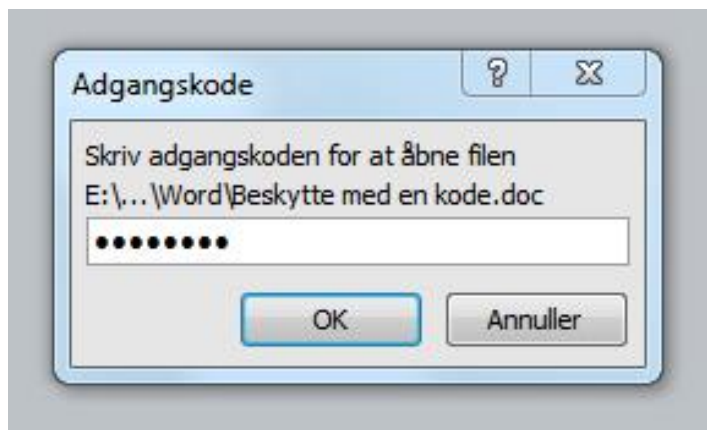 Adgangskode
Skriv adgangskoden for at åbne filen
E:\...\Word\Beskytte med en kode.doc
••••••••
OK
Annuller